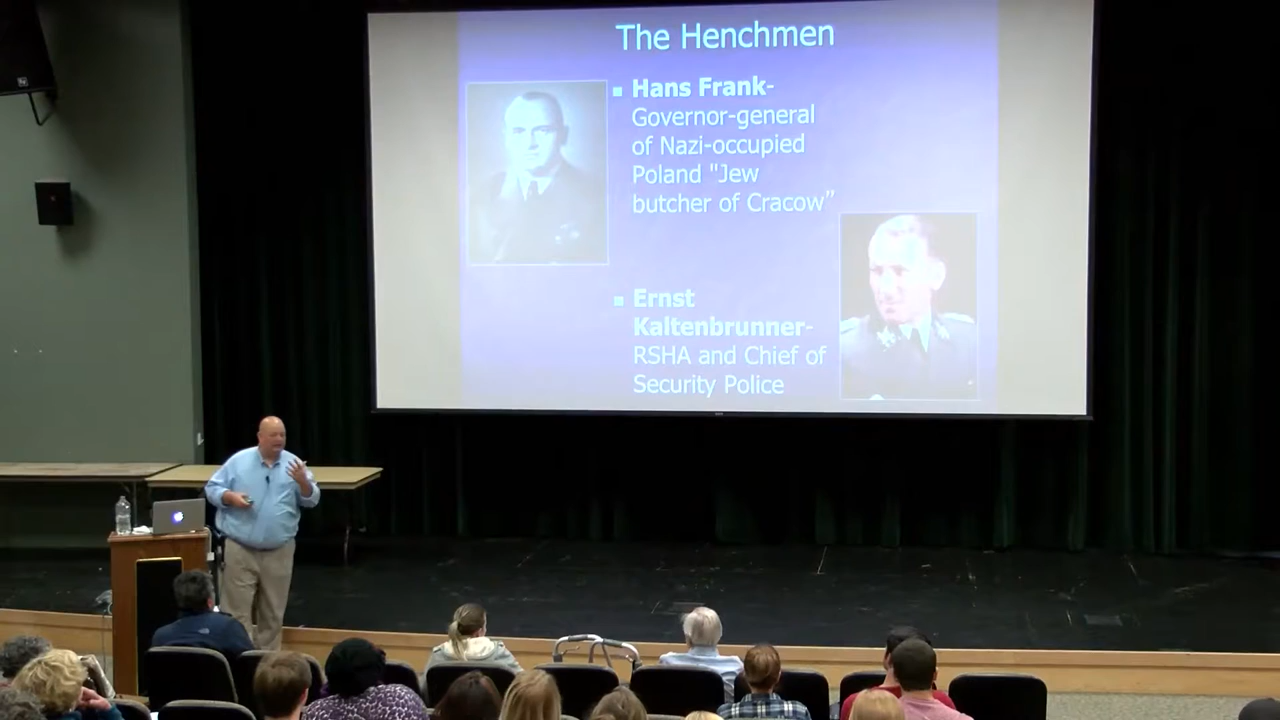 The Henchmen
▪ Hans Frank-
Governor-general
of Nazi-occupied
Poland "Jew
butcher of Cracow”
▪ Ernst
Kaltenbrunner-
RSHA and Chief of
Security Police